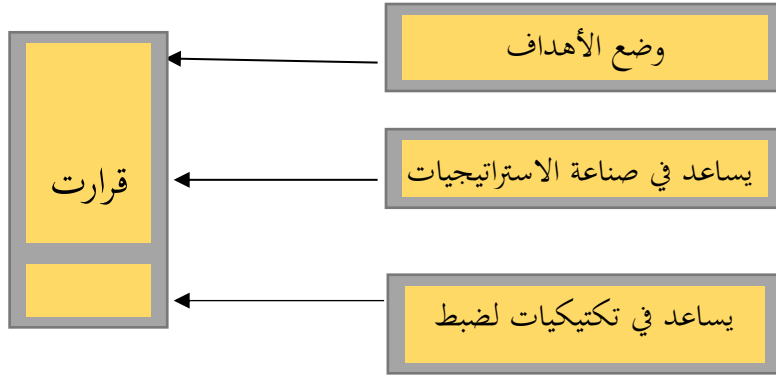 وضع الأهداف
يساعد في صناعة الاستراتيجيات
يساعد في تكتيكيات لضبط
قرارت